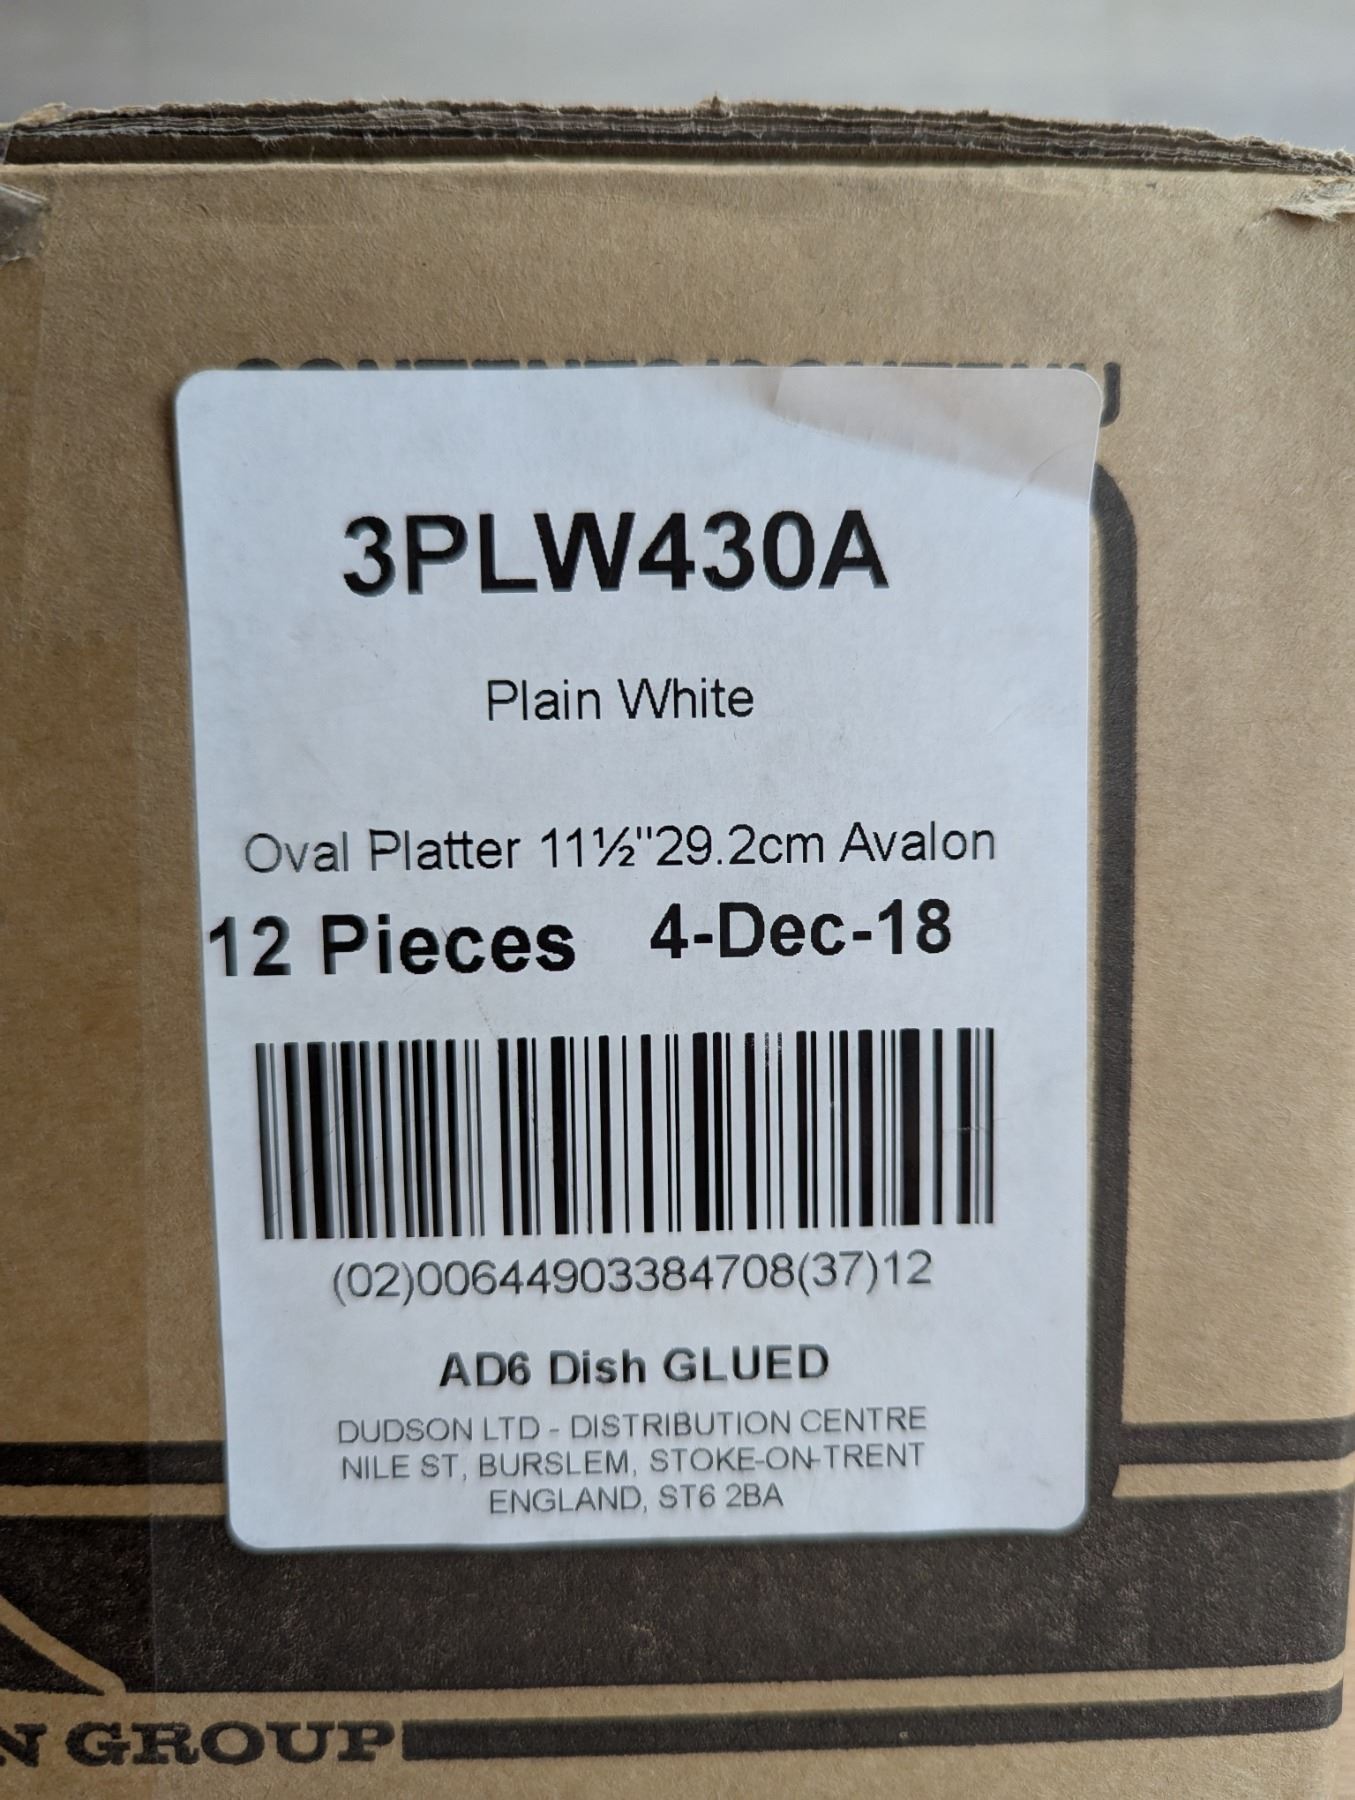 3PLW430A
Plain White
Oval Platter 11½"29.2cm Avalon
12 Pieces 4-Dec-18
(02)00644903384708(37)12
AD6 Dish GLUED
DUDSON LTD - DISTRIBUTION CENTRE
NILE ST, BURSLEM, STOKE-ON-TRENT
ENGLAND, ST6 2BA
N GROUP